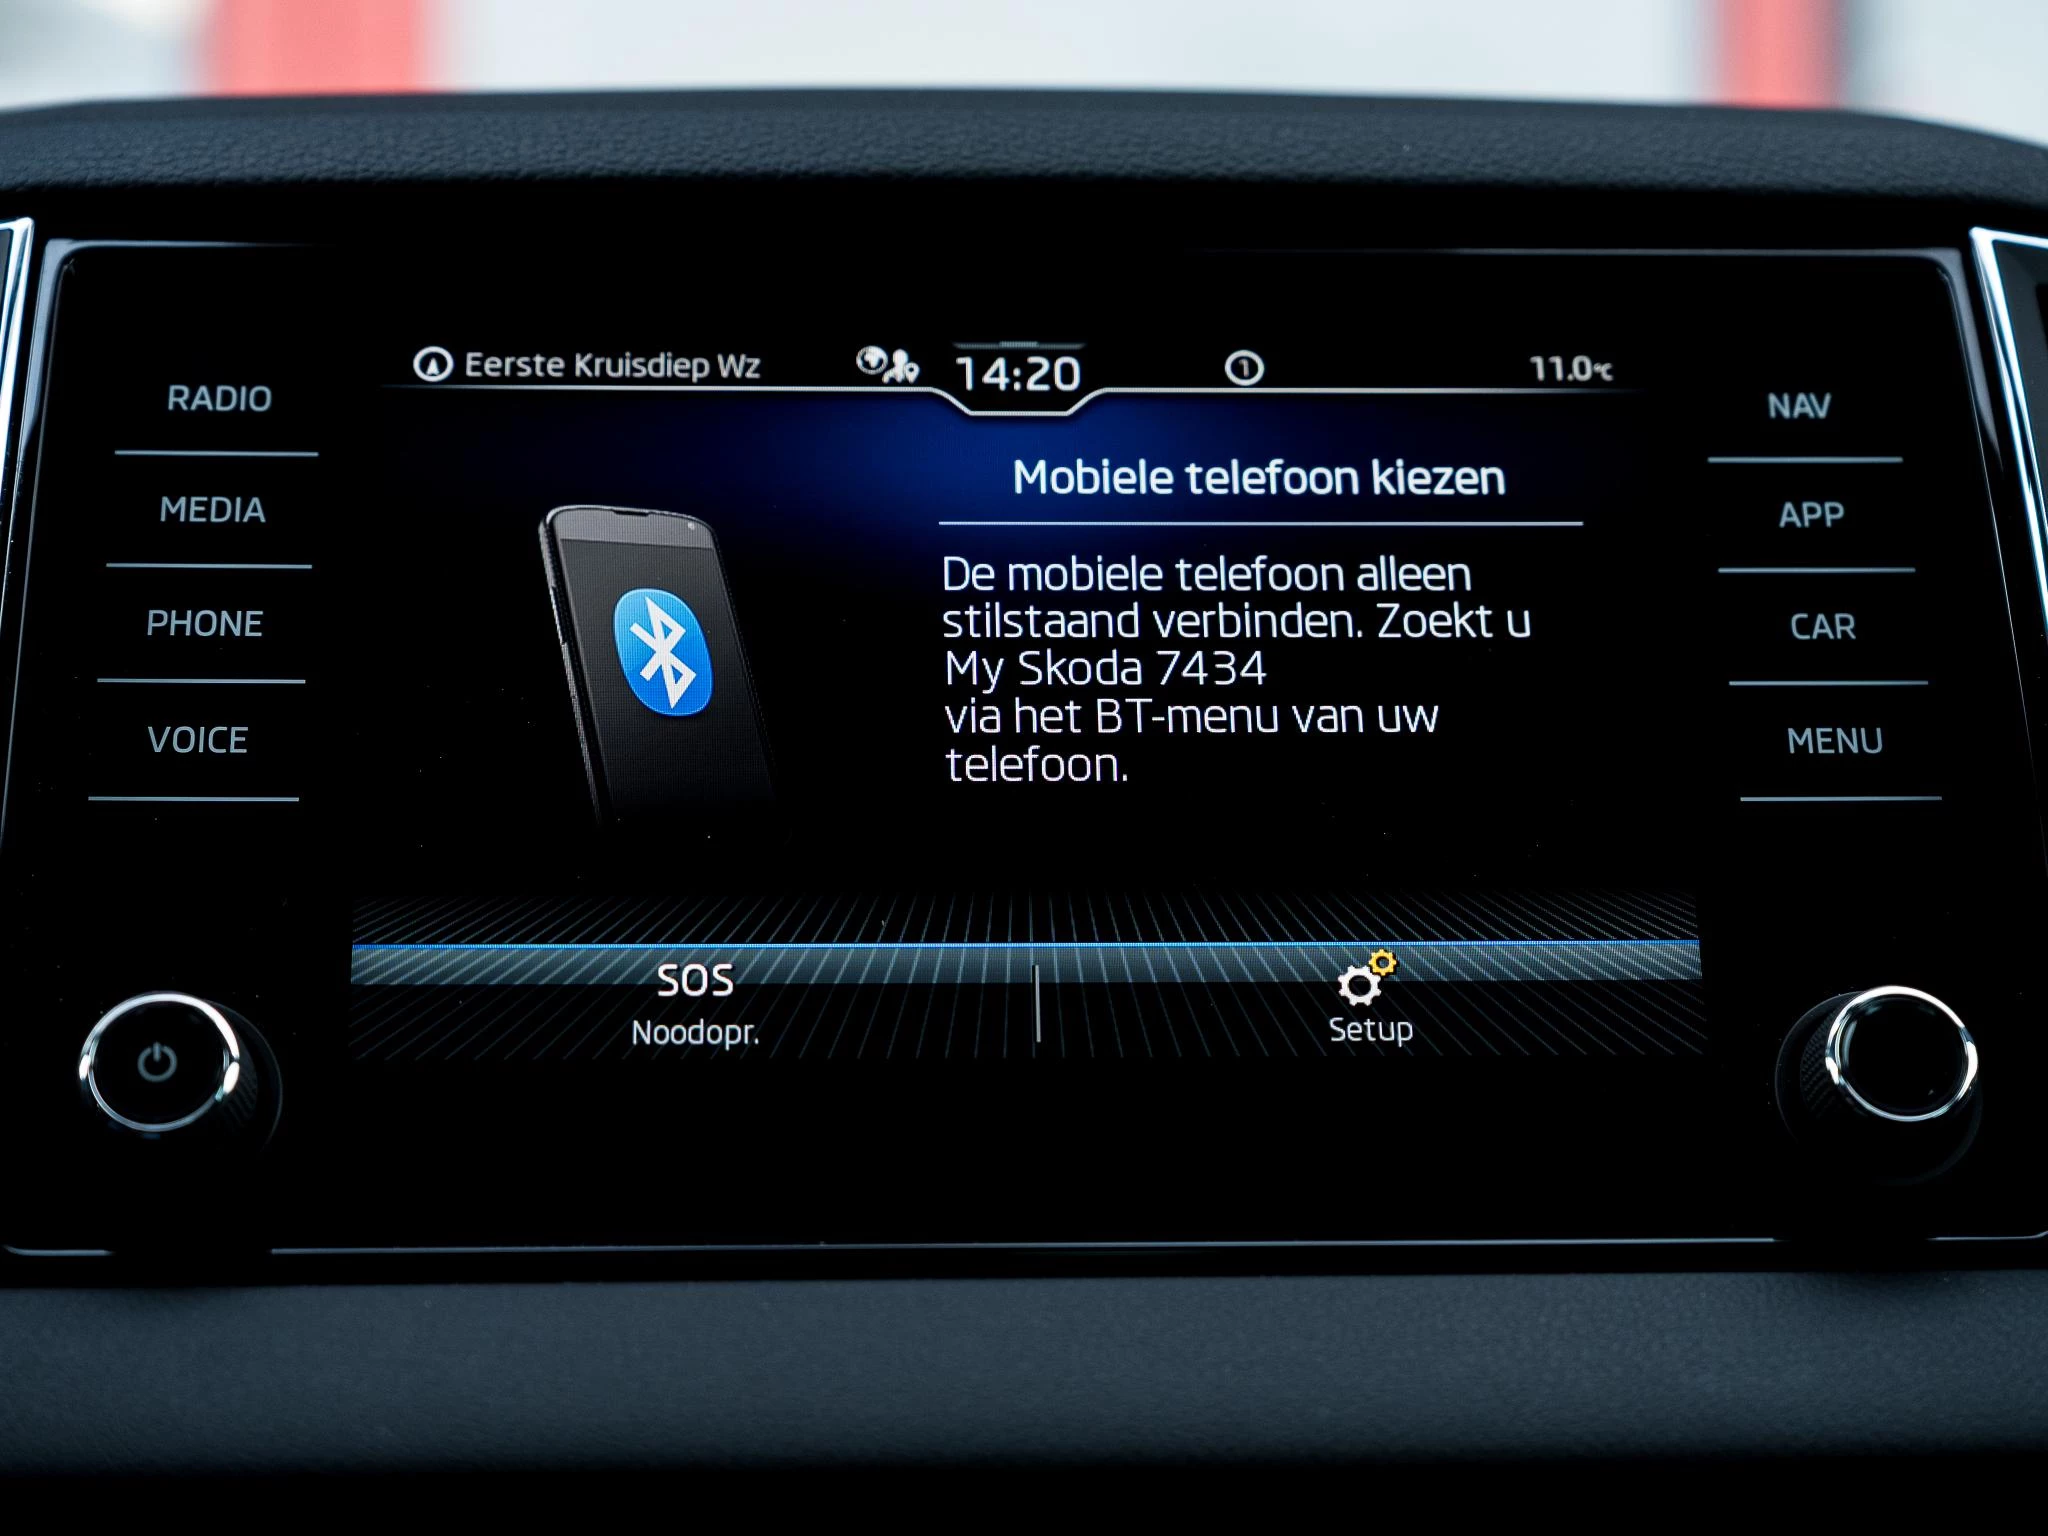 Eerste Kruisdiep Wz
14:20
1
11.0°C
RADIO
MEDIA
PHONE
VOICE
Mobiele telefoon kiezen
De mobiele telefoon alleen
stilstaand verbinden. Zoekt u
My Skoda 7434
via het BT-menu van uw
telefoon.
NAV
APP
CAR
MENU
SOS
Noodopr.
Setup